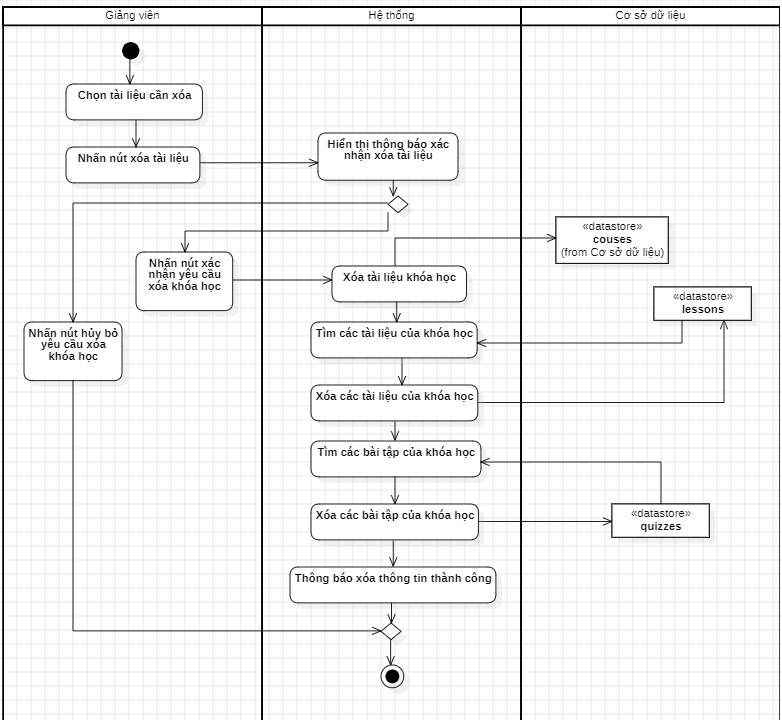 Giảng viên
Hệ thống
Cơ sở dữ liệu
Chọn tài liệu cần xóa
Nhấn nút xóa tài liệu
Hiển thị thông báo xác
nhận xóa tài liệu
Nhấn nút xác
nhận yêu cầu
xóa khóa học
Xóa tài liệu khóa học
«datastore»
couses
(from Cơ sở dữ liệu)
«datastore»
lessons
Nhấn nút hủy bỏ
yêu cầu xóa
khóa học
Tìm các tài liệu của khóa học
Xóa các tài liệu của khóa học
Tìm các bài tập của khóa học
Xóa các bài tập của khóa học
«datastore»
quizzes
Thông báo xóa thông tin thành công